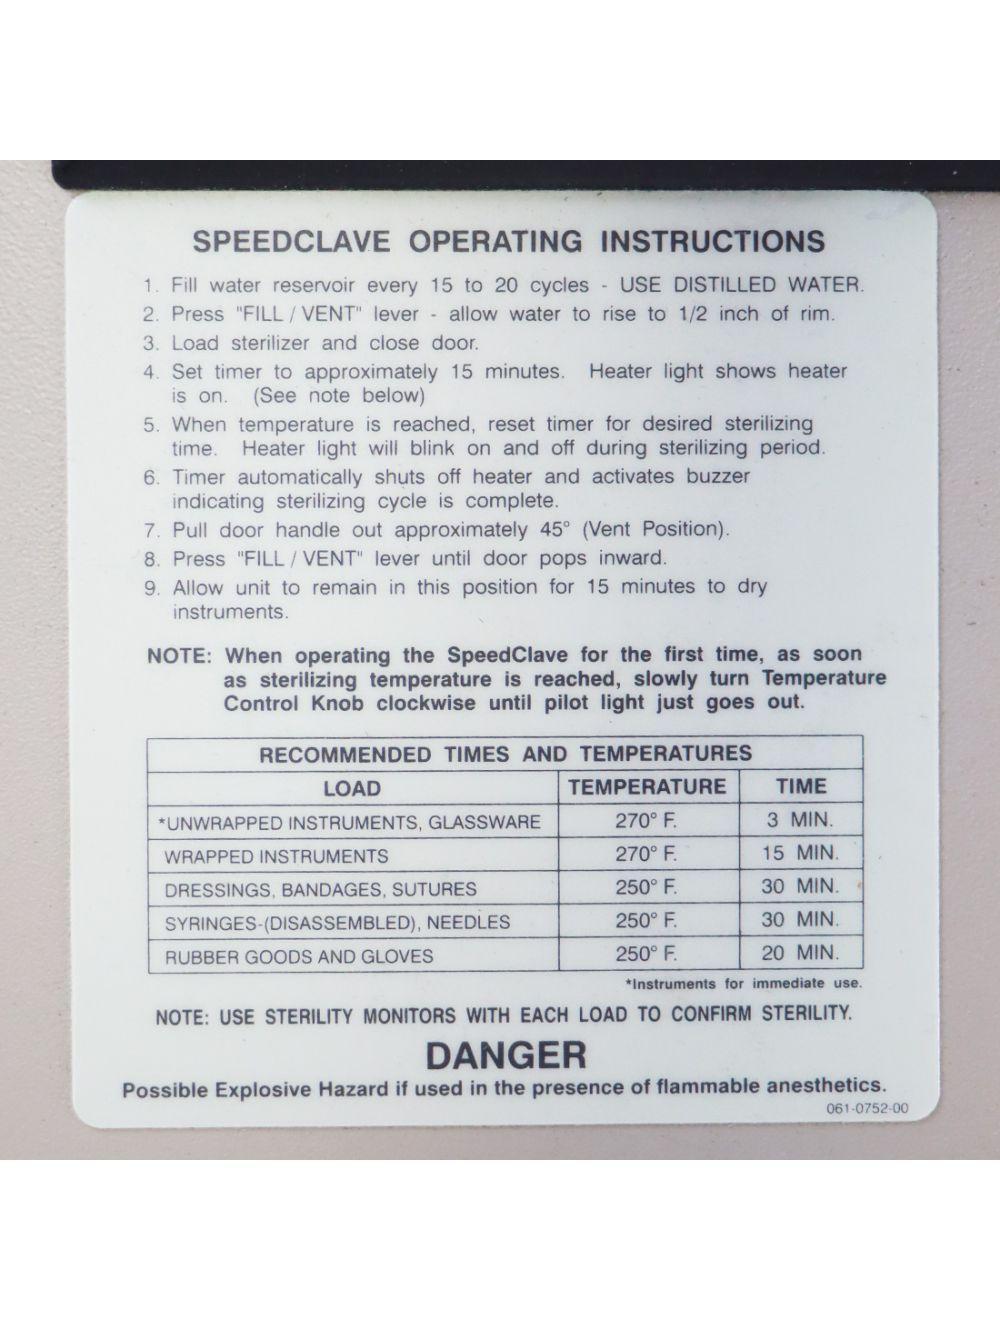 SPEEDCLAVE OPERATING INSTRUCTIONS
1. Fill water reservoir every 15 to 20 cycles - USE DISTILLED WATER.
2. Press "FILL / VENT" lever - allow water to rise to 1/2 inch of rim.
3. Load sterilizer and close door.
4. Set timer to approximately 15 minutes. Heater light shows heater
is on. (See note below)
5. When temperature is reached, reset timer for desired sterilizing
time. Heater light will blink on and off during sterilizing period.
6. Timer automatically shuts off heater and activates buzzer
indicating sterilizing cycle is complete.
7. Pull door handle out approximately 45° (Vent Position).
8. Press "FILL / VENT" lever until door pops inward.
9. Allow unit to remain in this position for 15 minutes to dry
instruments.
NOTE: When operating the SpeedClave for the first time, as soon
as sterilizing temperature is reached, slowly turn Temperature
Control Knob clockwise until pilot light just goes out.
RECOMMENDED TIMES AND TEMPERATURES
LOAD TEMPERATURE TIME
*UNWRAPPED INSTRUMENTS, GLASSWARE 270° F. 3 MIN.
WRAPPED INSTRUMENTS 270° F. 15 MIN.
DRESSINGS, BANDAGES, SUTURES 250° F. 30 MIN.
SYRINGES-(DISASSEMBLED), NEEDLES 250° F. 30 MIN.
RUBBER GOODS AND GLOVES 250° F. 20 MIN.
*Instruments for immediate use.
NOTE: USE STERILITY MONITORS WITH EACH LOAD TO CONFIRM STERILITY.
DANGER
Possible Explosive Hazard if used in the presence of flammable anesthetics.
061-0752-00